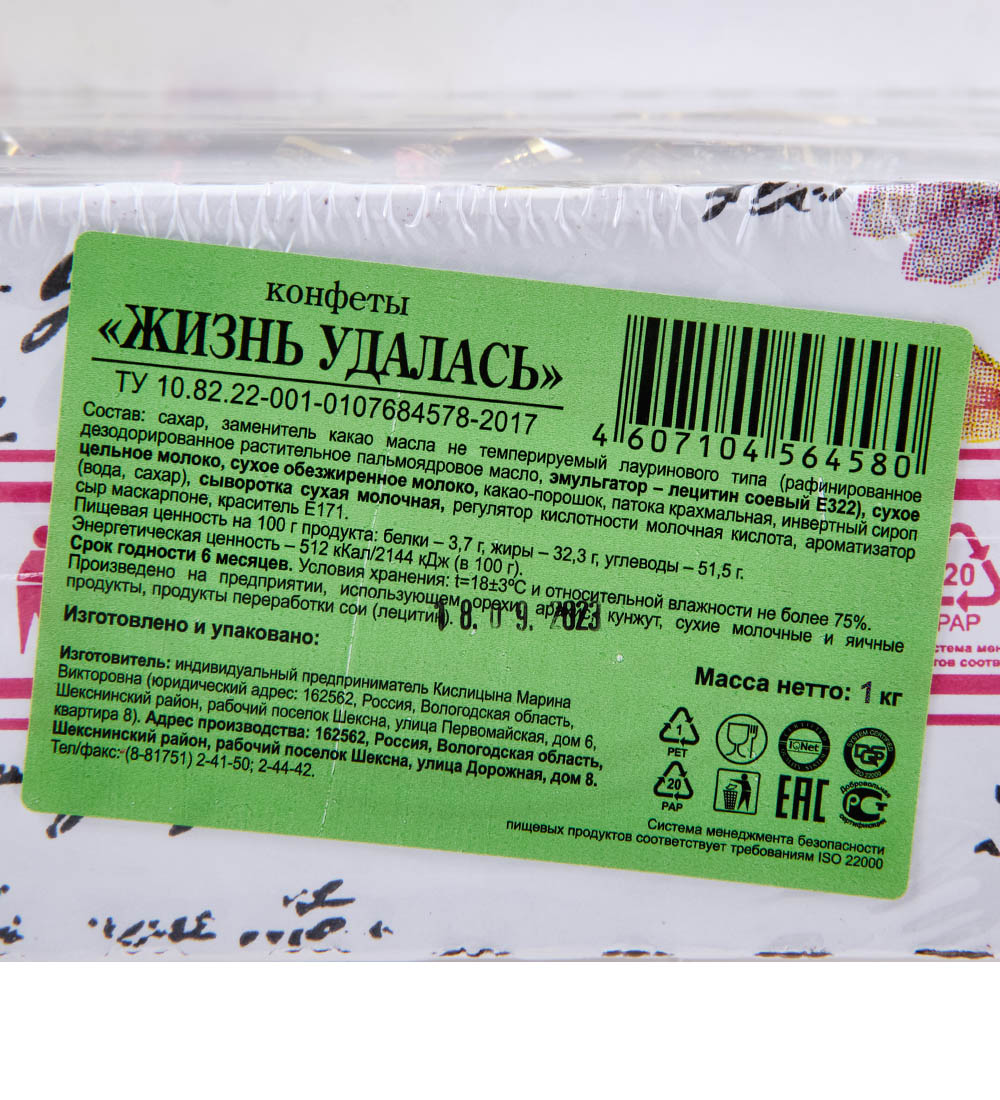 конфеты
«ЖИЗНЬ УДАЛАСЬ»
ТУ 10.82.22-001-0107684578-2017
4 607104 564580
Состав: сахар, заменитель какао масла не темперируемый лауринового типа (рафинированное
дезодорированное растительное пальмоядровое масло, эмульгатор – лецитин соевый Е322), сухое
цельное молоко, сухое обезжиренное молоко, какао-порошок, патока крахмальная, инвертный сироп
(вода, сахар), сыворотка сухая молочная, регулятор кислотности молочная кислота, ароматизатор
сыр маскарпоне, краситель Е171.
Пищевая ценность на 100 г продукта: белки – 3,7 г, жиры – 32,3 г, углеводы – 51,5 г.
Энергетическая ценность – 512 кКал/2144 кДж (в 100 г).
Срок годности 6 месяцев. Условия хранения: t=18±3ºС и относительной влажности не более 75%.
Произведено на предприятии, использующем орехи, арахис, кунжут, сухие молочные и яичные
продукты, продукты переработки сои (лецитин).
18.09.2023
Изготовлено и упаковано:
Масса нетто: 1 кг
Изготовитель: индивидуальный предприниматель Кислицына Марина
Викторовна (юридический адрес: 162562, Россия, Вологодская область,
Шекснинский район, рабочий поселок Шексна, улица Первомайская, дом 6,
квартира 8). Адрес производства: 162562, Россия, Вологодская область,
Шекснинский район, рабочий поселок Шексна, улица Дорожная, дом 8.
Тел/факс: (8-81751) 2-41-50; 2-44-42.
1
PET
IQNet
ISO 22000
20
PAP
EAC
Добровольная
сертификация
Система менеджмента безопасности
пищевых продуктов соответствует требованиям ISO 22000
20
PAP